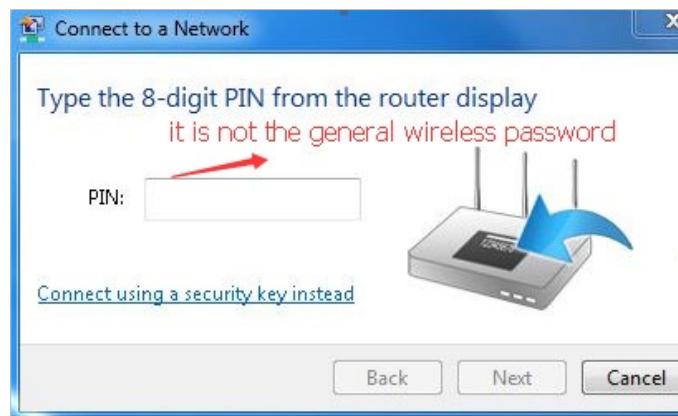 Connect to a Network
Type the 8-digit PIN from the router display
it is not the general wireless password
PIN:
Connect using a security key instead
Back
Next
Cancel